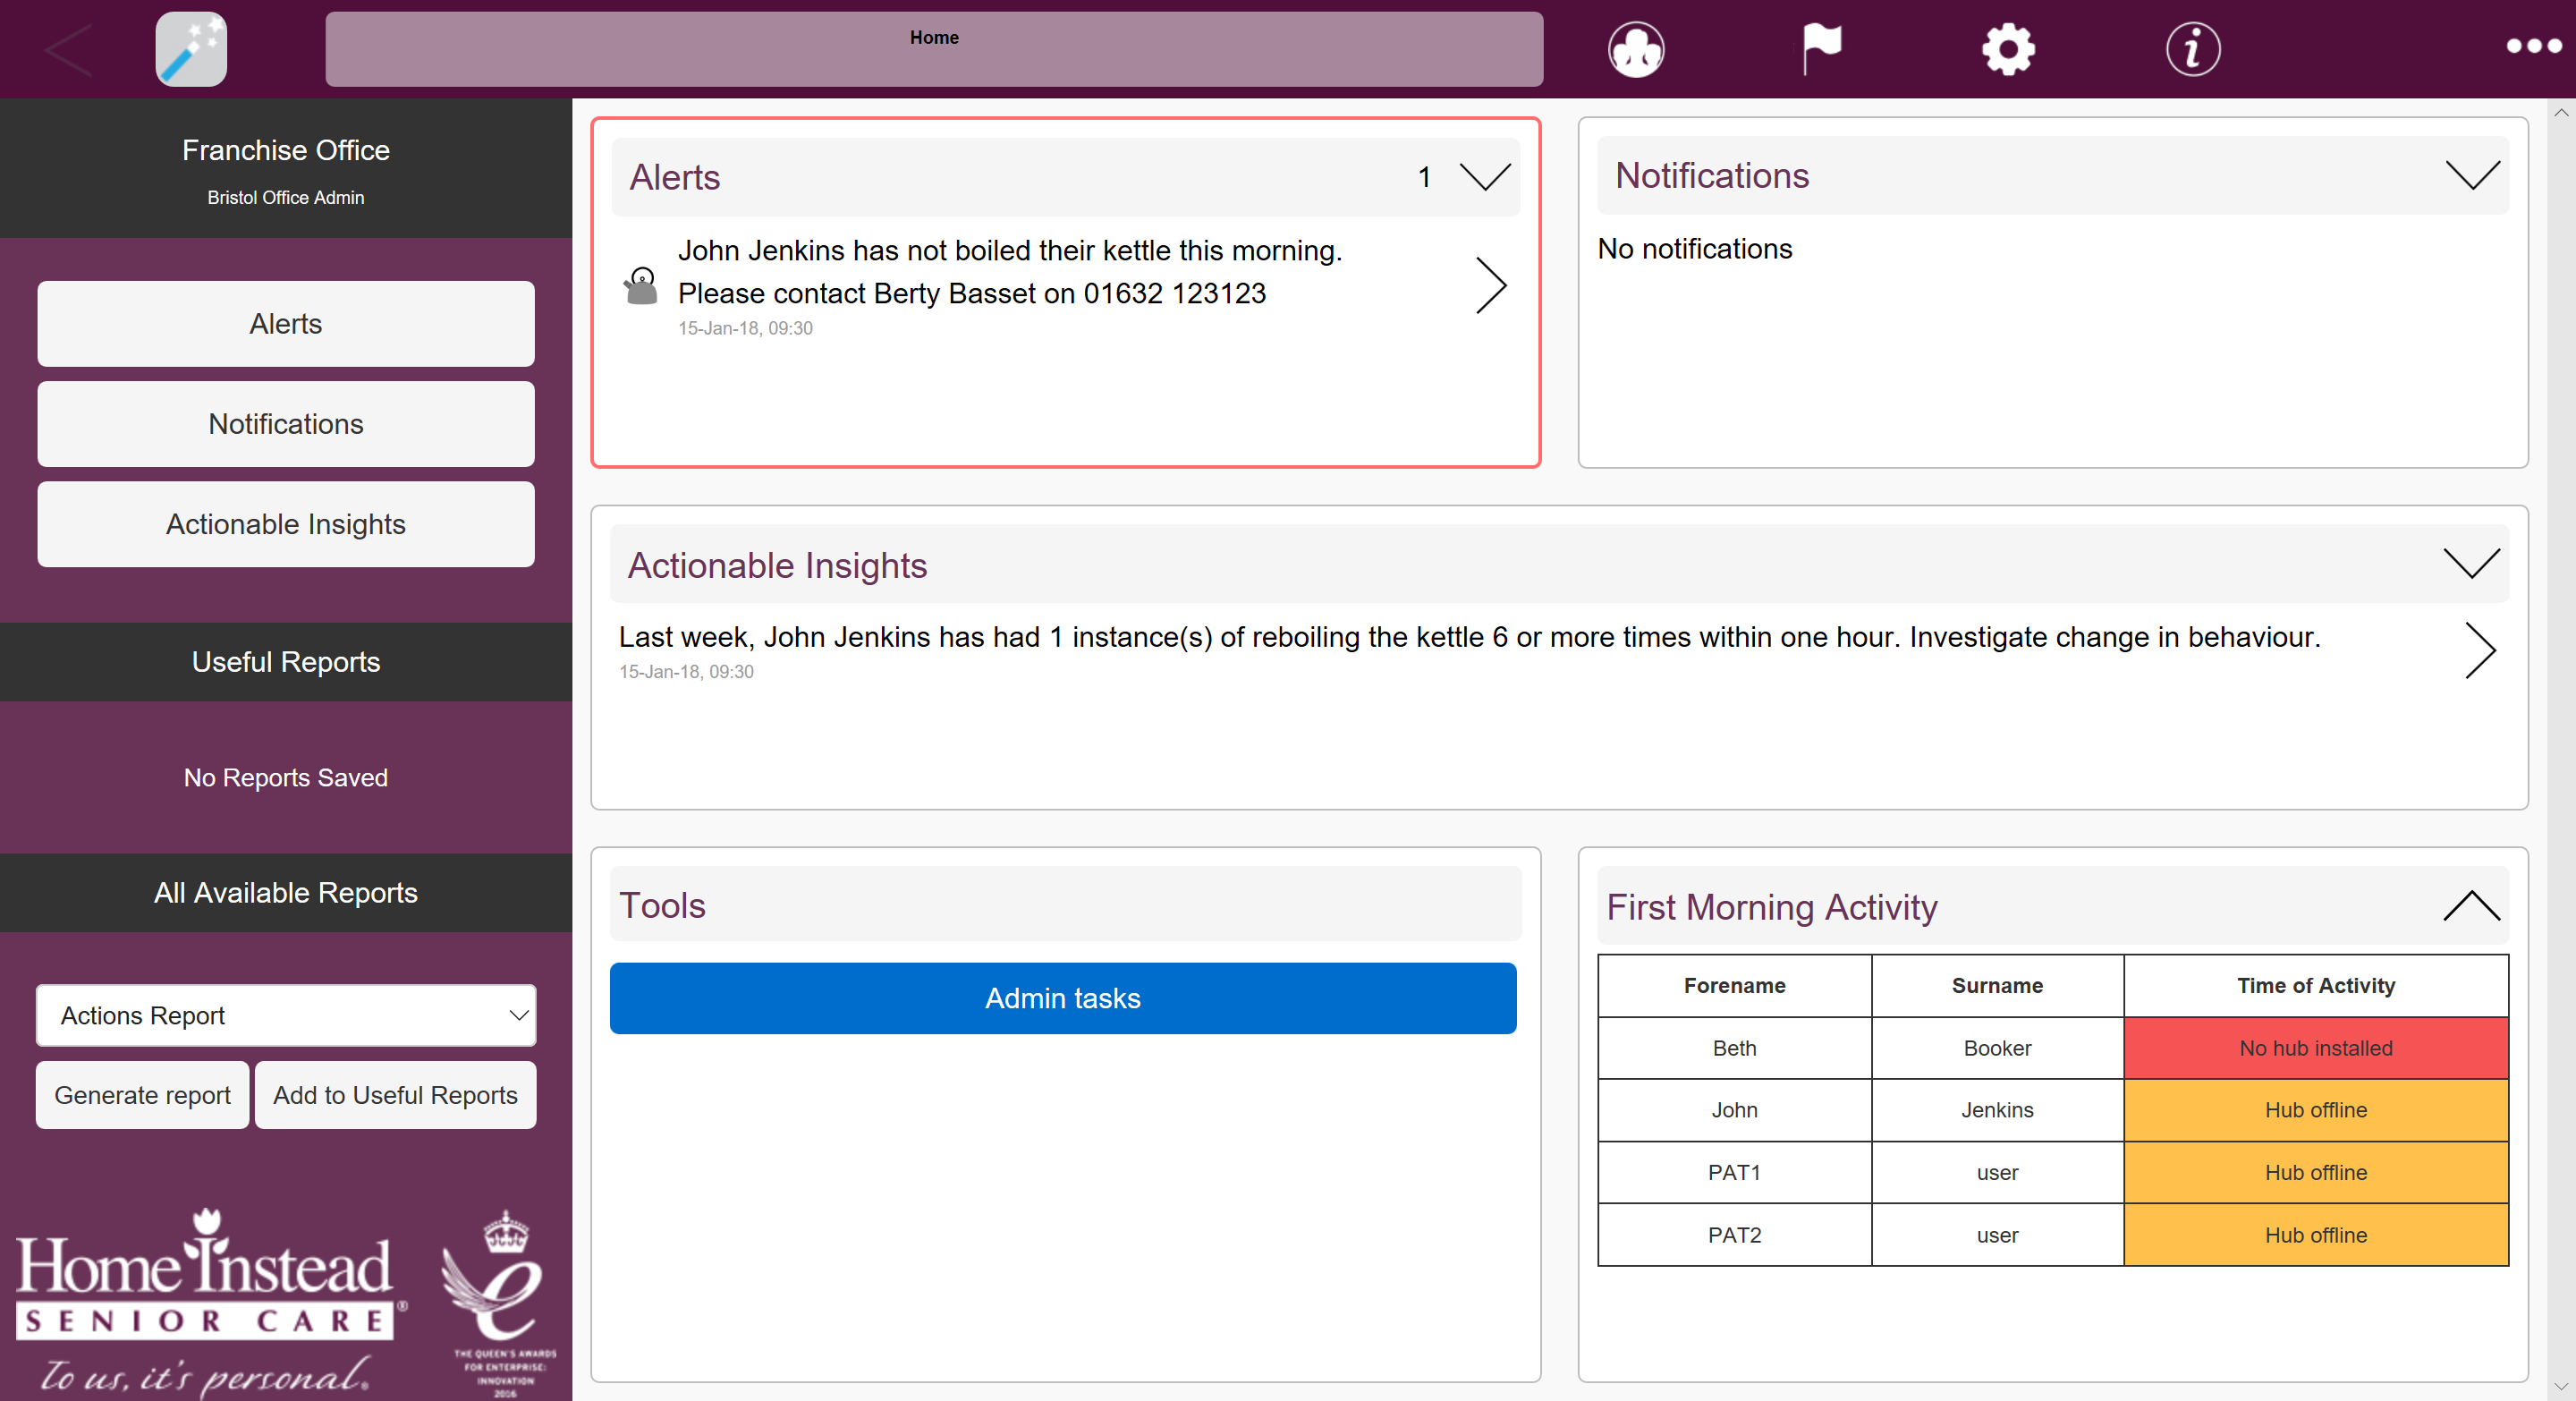 Home
Franchise Office
Bristol Office Admin
Alerts
Notifications
Actionable Insights
Useful Reports
No Reports Saved
All Available Reports
Actions Report
Generate report
Add to Useful Reports
Home Instead
SENIOR CARE®
To us, it's personal.
THE QUEEN'S AWARDS
FOR ENTERPRISE:
INNOVATION
2016
Alerts 1
John Jenkins has not boiled their kettle this morning.
Please contact Berty Basset on 01632 123123
15-Jan-18, 09:30
Notifications
No notifications
Actionable Insights
Last week, John Jenkins has had 1 instance(s) of reboiling the kettle 6 or more times within one hour. Investigate change in behaviour.
15-Jan-18, 09:30
Tools
Admin tasks
First Morning Activity
Forename Surname Time of Activity
Beth Booker No hub installed
John Jenkins Hub offline
PAT1 user Hub offline
PAT2 user Hub offline